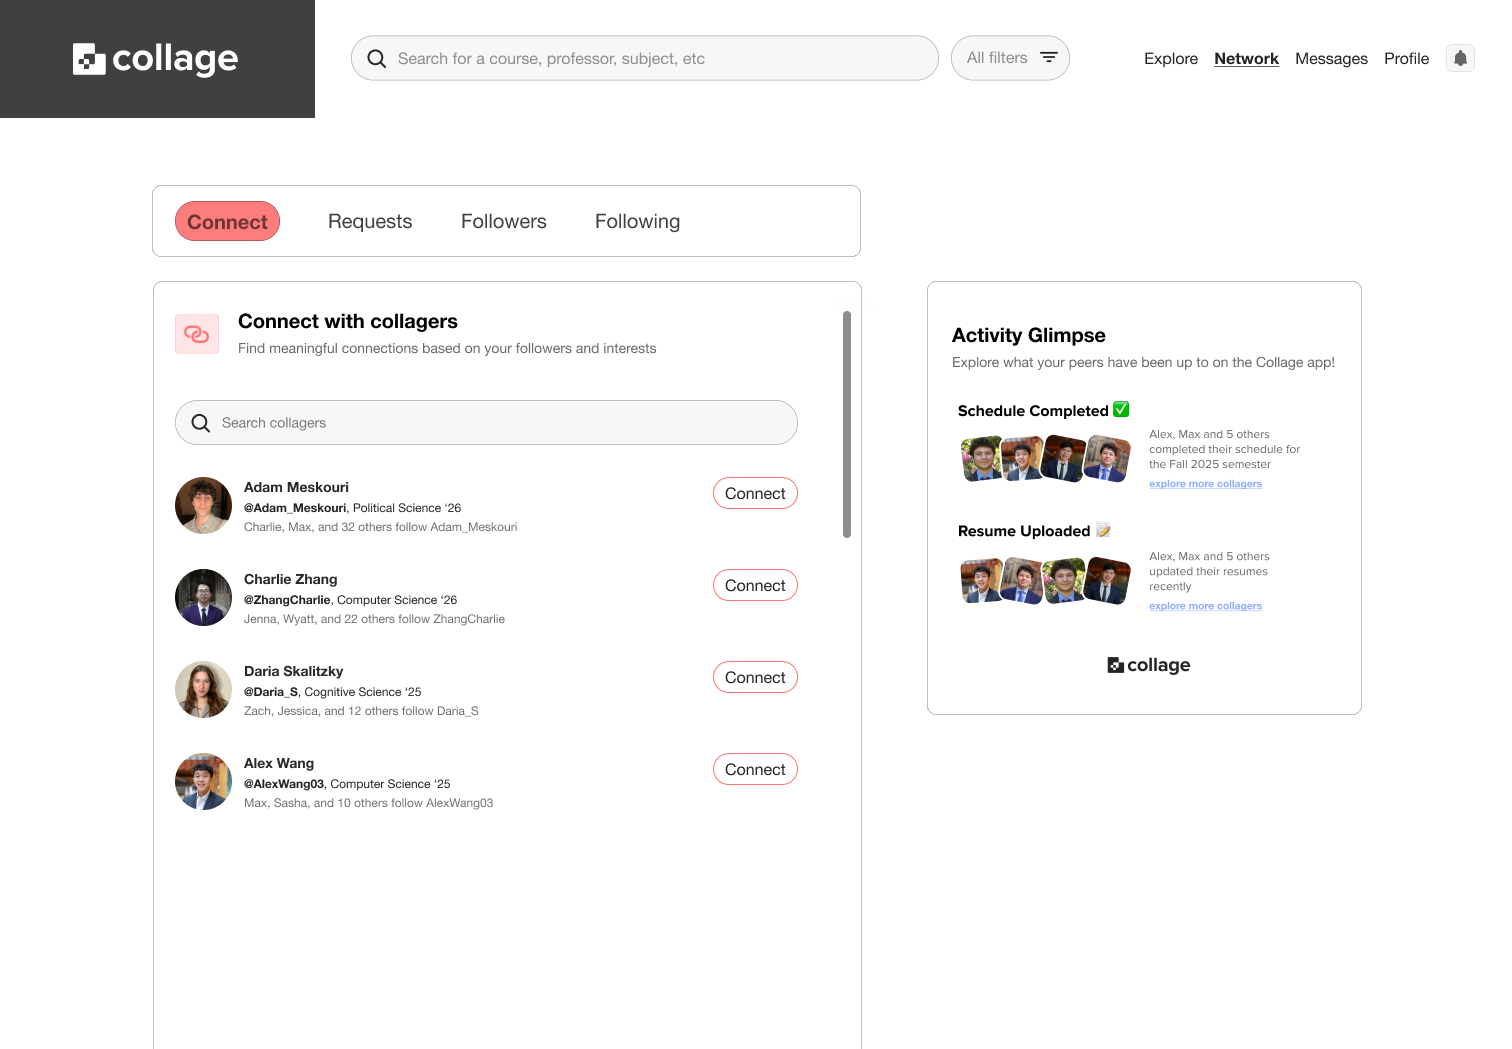 collage
Search for a course, professor, subject, etc
All filters
Explore
Network
Messages
Profile
Connect
Requests
Followers
Following
Connect with collagers
Find meaningful connections based on your followers and interests
Search collagers
Adam Meskouri
@Adam_Meskouri, Political Science ‘26
Charlie, Max, and 32 others follow Adam_Meskouri
Connect
Charlie Zhang
@ZhangCharlie, Computer Science ‘26
Jenna, Wyatt, and 22 others follow ZhangCharlie
Connect
Daria Skalitzky
@Daria_S, Cognitive Science ‘25
Zach, Jessica, and 12 others follow Daria_S
Connect
Alex Wang
@AlexWang03, Computer Science ‘25
Max, Sasha, and 10 others follow AlexWang03
Connect
Activity Glimpse
Explore what your peers have been up to on the Collage app!
Schedule Completed ✅
Alex, Max and 5 others
completed their schedule for
the Fall 2025 semester
explore more collagers
Resume Uploaded 📝
Alex, Max and 5 others
updated their resumes
recently
explore more collagers
collage